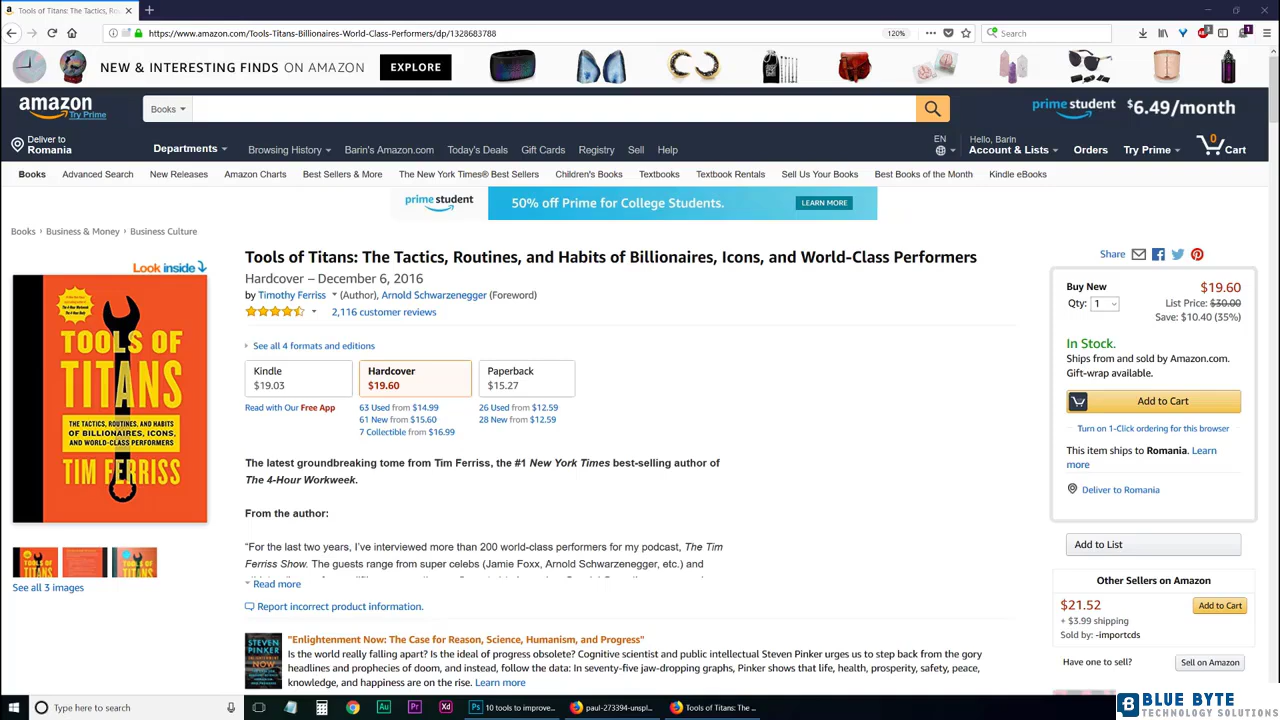 Tools of Titans: The Tactics, Ro
https://www.amazon.com/Tools-Titans-Billionaires-World-Class-Performers/dp/1328683788
120%
Search
NEW & INTERESTING FINDS ON AMAZON
EXPLORE
amazon
Try Prime
Books
prime student $6.49/month
Deliver to
Romania
Departments
Browsing History
Barin's Amazon.com
Today's Deals
Gift Cards
Registry
Sell
Help
EN
Hello, Barin
Account & Lists
Orders
Try Prime
0
Cart
Books
Advanced Search
New Releases
Amazon Charts
Best Sellers & More
The New York Times® Best Sellers
Children's Books
Textbooks
Textbook Rentals
Sell Us Your Books
Best Books of the Month
Kindle eBooks
prime student
50% off Prime for College Students.
LEARN MORE
Books › Business & Money › Business Culture
Look inside
TOOLS OF
TITANS
THE TACTICS, ROUTINES, AND HABITS
OF BILLIONAIRES, ICONS,
AND WORLD-CLASS PERFORMERS
TIM FERRISS
See all 3 images
Tools of Titans: The Tactics, Routines, and Habits of Billionaires, Icons, and World-Class Performers
Hardcover – December 6, 2016
by Timothy Ferriss (Author), Arnold Schwarzenegger (Foreword)
2,116 customer reviews
See all 4 formats and editions
Kindle
$19.03
Hardcover
$19.60
Paperback
$15.27
Read with Our Free App
63 Used from $14.99
61 New from $15.60
7 Collectible from $16.99
26 Used from $12.59
28 New from $12.59
The latest groundbreaking tome from Tim Ferriss, the #1 New York Times best-selling author of
The 4-Hour Workweek.
From the author:
“For the last two years, I’ve interviewed more than 200 world-class performers for my podcast, The Tim
Ferriss Show. The guests range from super celebs (Jamie Foxx, Arnold Schwarzenegger, etc.) and
Read more
Report incorrect product information.
STEVEN
PINKER
ENLIGHTENMENT
NOW
"Enlightenment Now: The Case for Reason, Science, Humanism, and Progress"
Is the world really falling apart? Is the ideal of progress obsolete? Cognitive scientist and public intellectual Steven Pinker urges us to step back from the gory
headlines and prophecies of doom, and instead, follow the data: In seventy-five jaw-dropping graphs, Pinker shows that life, health, prosperity, safety, peace,
knowledge, and happiness are on the rise. Learn more
Share
Buy New
$19.60
Qty: 1
List Price: $30.00
Save: $10.40 (35%)
In Stock.
Ships from and sold by Amazon.com.
Gift-wrap available.
Add to Cart
Turn on 1-Click ordering for this browser
This item ships to Romania. Learn
more
Deliver to Romania
Add to List
Other Sellers on Amazon
$21.52
Add to Cart
+ $3.99 shipping
Sold by: -importcds
Have one to sell?
Sell on Amazon
Type here to search
Au
Pr
Xd
Ps
10 tools to improve...
paul-273394-unspl...
Tools of Titans: The ...
BLUE BYTE
TECHNOLOGY SOLUTIONS